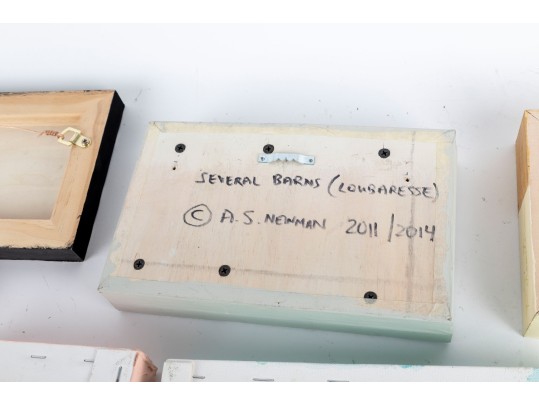 SEVERAL BARNS (LOUBARESSE)
© A.S. NEWMAN 2011/2014